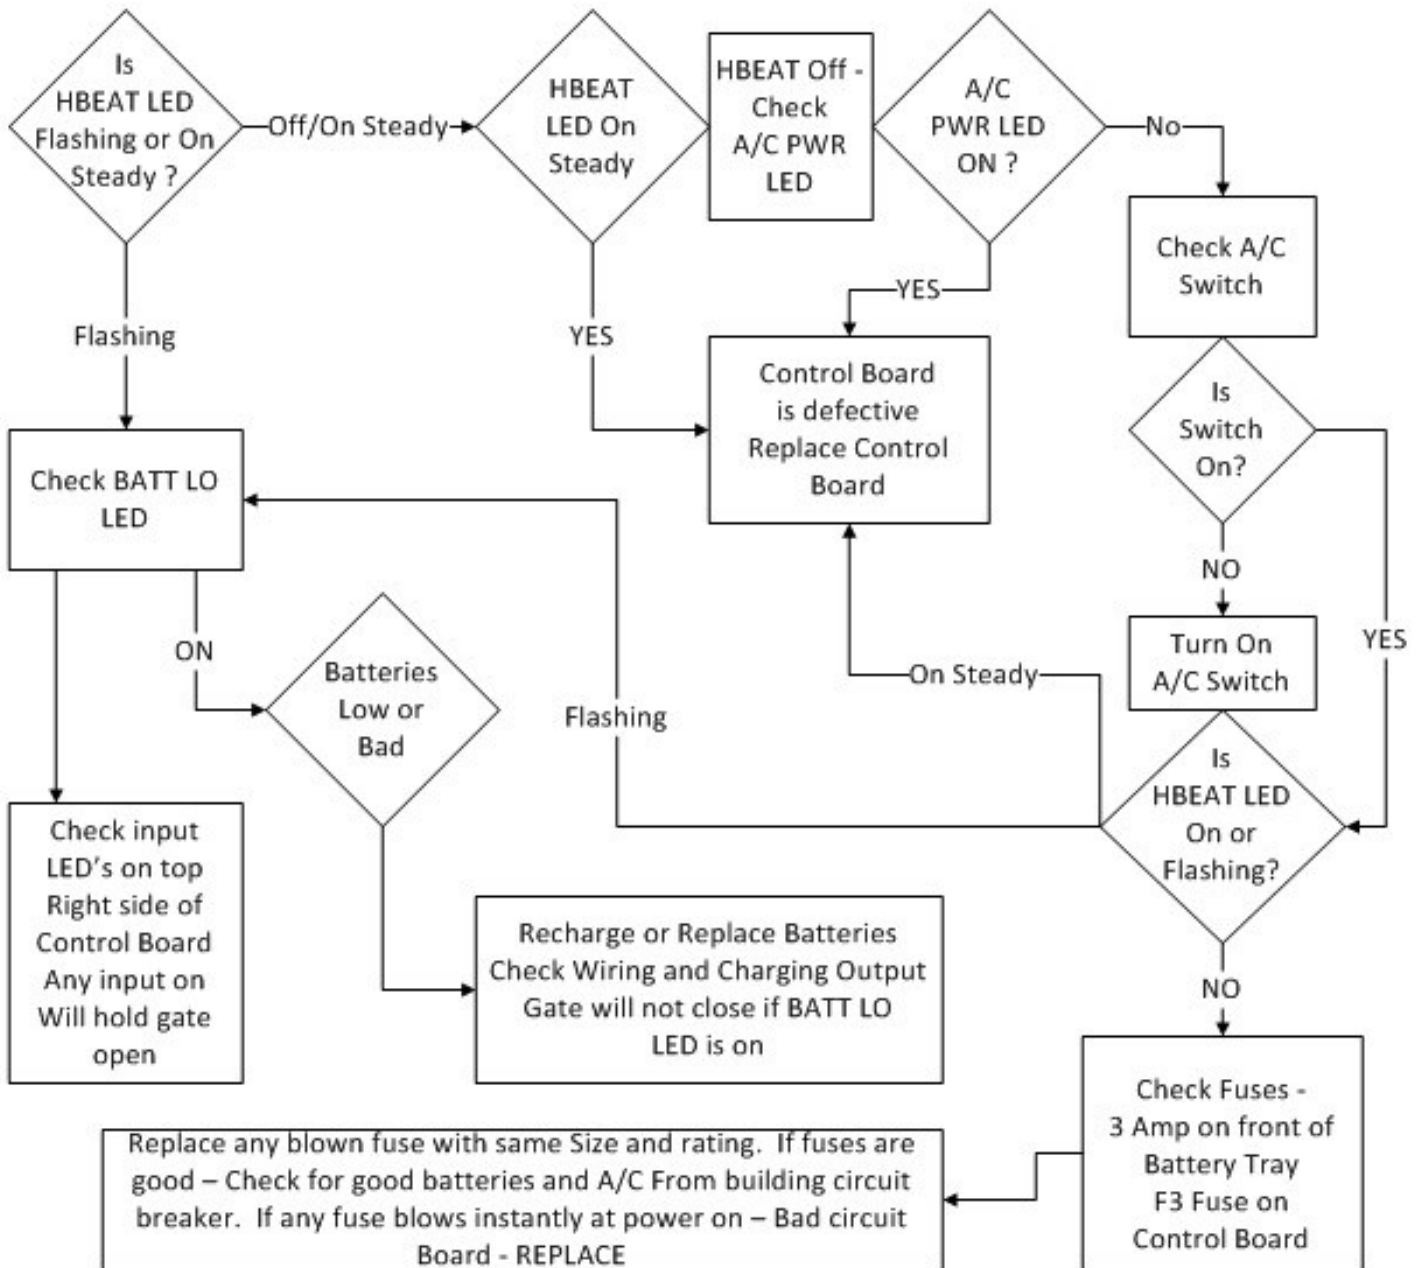 Is
HBEAT LED
Flashing or On
Steady ?
Off/On Steady
HBEAT
LED On
Steady
HBEAT Off -
Check
A/C PWR
LED
A/C
PWR LED
ON ?
No
Check A/C
Switch
Flashing
YES
YES
Control Board
is defective
Replace Control
Board
Is
Switch
On?
Check BATT LO
LED
NO
YES
Turn On
A/C Switch
ON
Batteries
Low or
Bad
Flashing
On Steady
Is
HBEAT LED
On or
Flashing?
Check input
LED's on top
Right side of
Control Board
Any input on
Will hold gate
open
Recharge or Replace Batteries
Check Wiring and Charging Output
Gate will not close if BATT LO
LED is on
NO
Check Fuses -
3 Amp on front of
Battery Tray
F3 Fuse on
Control Board
Replace any blown fuse with same Size and rating. If fuses are
good – Check for good batteries and A/C From building circuit
breaker. If any fuse blows instantly at power on – Bad circuit
Board - REPLACE